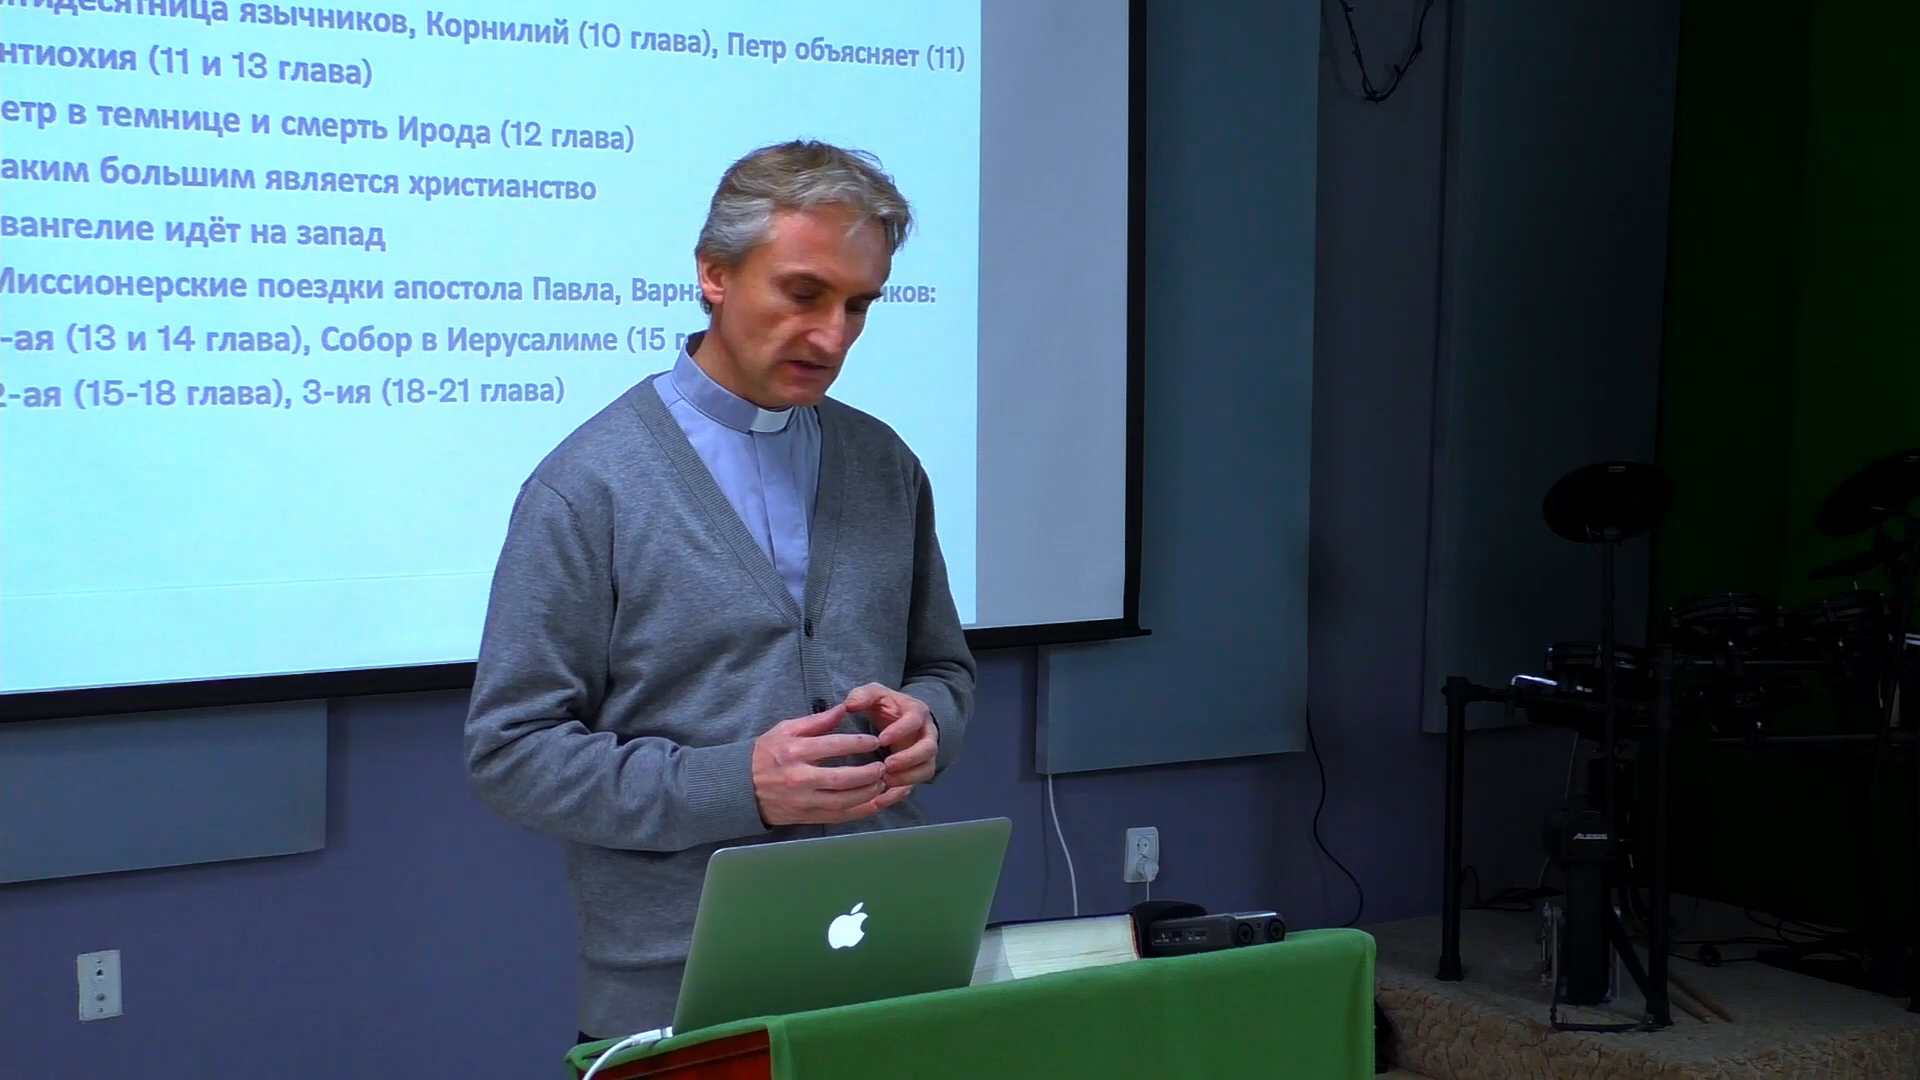 язычников, Корнилий (10 глава), Петр объясняет (11)
нтиохия (11 и 13 глава)
етр в темнице и смерть Ирода (12 глава)
аким большим является христианство
вангелие идёт на запад
Миссионерские поездки апостола Павла, Варна иков:
-ая (13 и 14 глава), Собор в Иерусалиме (15 г
2-ая (15-18 глава), 3-ия (18-21 глава)
ALESIS